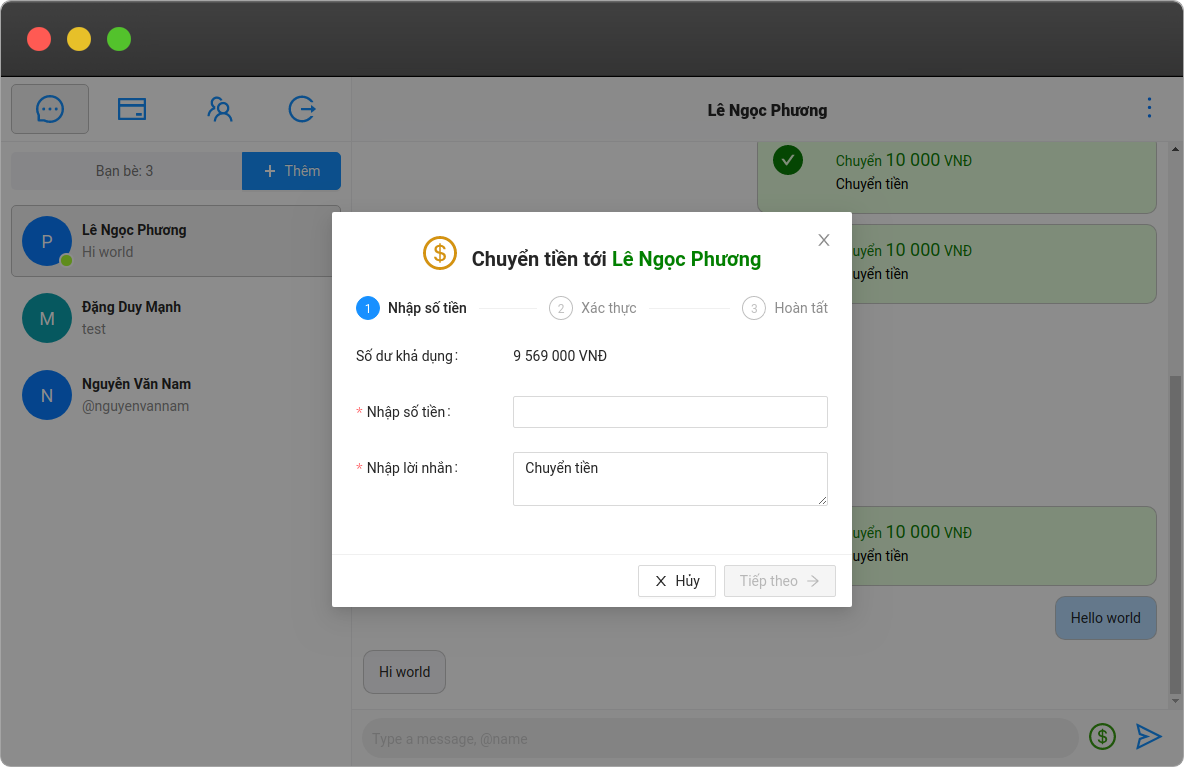 Lê Ngọc Phương
Bạn bè: 3
Thêm
P
Lê Ngọc Phương
Hi world
M
Đặng Duy Mạnh
test
N
Nguyễn Văn Nam
@nguyenvannam
Chuyển 10 000 VNĐ
Chuyển tiền
uyển 10 000 VNĐ
uyển tiền
$ Chuyển tiền tới Lê Ngọc Phương
1 Nhập số tiền
2 Xác thực
3 Hoàn tất
Số dư khả dụng: 9 569 000 VNĐ
* Nhập số tiền:
* Nhập lời nhắn: Chuyển tiền
Hủy
Tiếp theo
uyển 10 000 VNĐ
uyển tiền
Hello world
Hi world
Type a message, @name
$